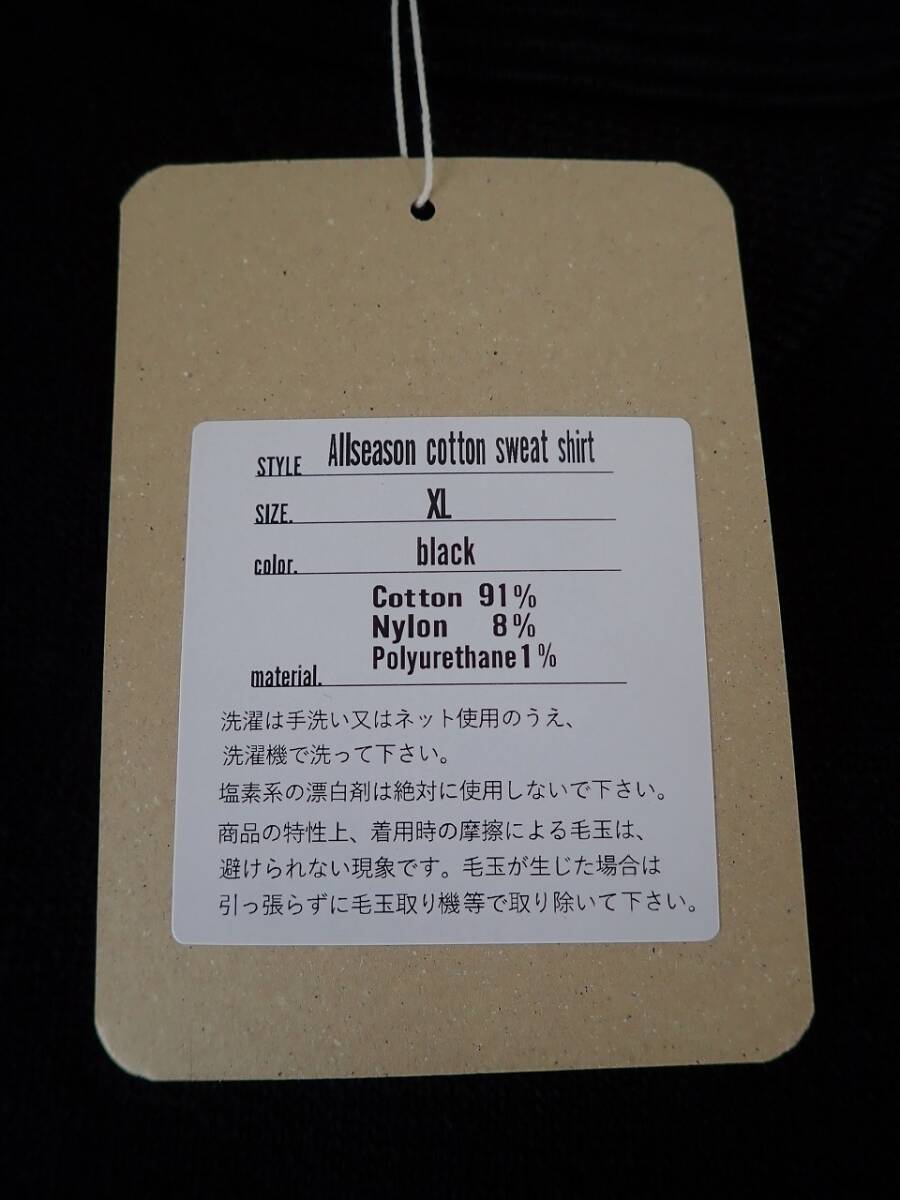 STYLE Allseason cotton sweat shirt
SIZE. XL
color. black
Cotton 91%
Nylon 8%
material. Polyurethane 1%
洗濯は手洗い又はネット使用のうえ、
洗濯機で洗って下さい。
塩素系の漂白剤は絶対に使用しないで下さい。
商品の特性上、着用時の摩擦による毛玉は、
避けられない現象です。毛玉が生じた場合は
引っ張らずに毛玉取り機等で取り除いて下さい。